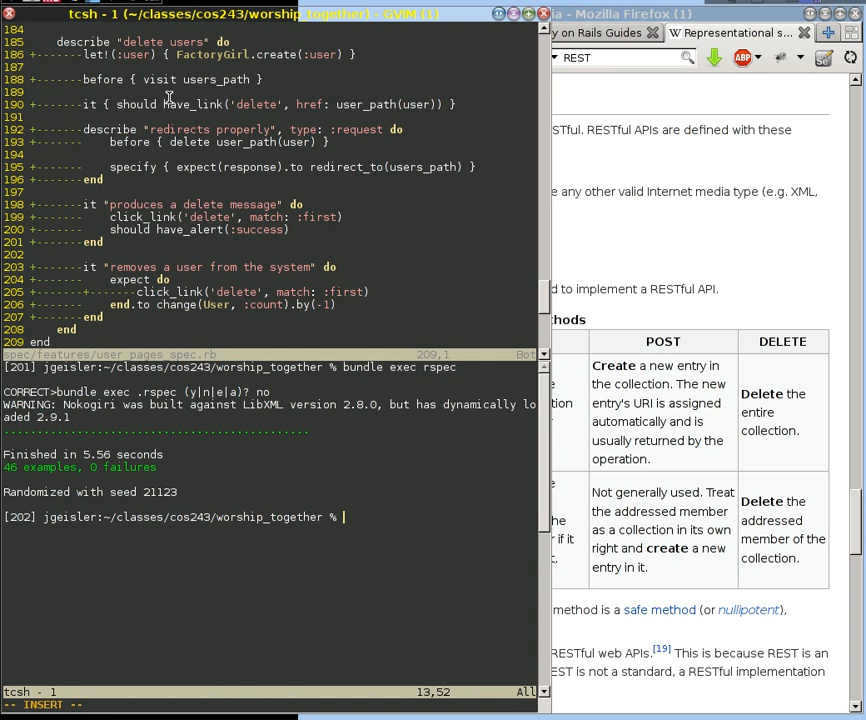 tcsh - 1 (~/classes/cos243/worship_together) - GVIM (1)
- Mozilla Firefox (1)
184
185     describe "delete users" do
186 +-------let!(:user) { FactoryGirl.create(:user) }
187
188 +-------before { visit users_path }
189
190 +-------it { should have_link('delete', href: user_path(user)) }
191
192 +-------describe "redirects properly", type: :request do
193 +-------    before { delete user_path(user) }
194
195 +-------    specify { expect(response).to redirect_to(users_path) }
196 +-------end
197
198 +-------it "produces a delete message" do
199 +-------    click_link('delete', match: :first)
200 +-------    should have_alert(:success)
201 +-------end
202
203 +-------it "removes a user from the system" do
204 +-------    expect do
205 +-------+-------click_link('delete', match: :first)
206 +-------    end.to change(User, :count).by(-1)
207 +-------end
208     end
209 end
spec/features/user_pages_spec.rb 209,1 Bot
[201] jgeisler:~/classes/cos243/worship_together % bundle exec rspec
CORRECT>bundle exec .rspec (y|n|e|a)? no
WARNING: Nokogiri was built against LibXML version 2.8.0, but has dynamically lo
aded 2.9.1
..............................................
Finished in 5.56 seconds
46 examples, 0 failures
Randomized with seed 21123
[202] jgeisler:~/classes/cos243/worship_together %
tcsh - 1 13,52 All
-- INSERT --
y on Rails Guides
Representational s...
REST
STful. RESTful APIs are defined with these
e any other valid Internet media type (e.g. XML,
d to implement a RESTful API.
thods
POST
DELETE
Create a new entry in
the collection. The new
entry's URI is assigned
automatically and is
usually returned by the
operation.
Delete the
entire
collection.
Not generally used. Treat
the addressed member
as a collection in its own
right and create a new
entry in it.
Delete the
addressed
member of the
collection.
method is a safe method (or nullipotent),
RESTful web APIs.[19] This is because REST is an
EST is not a standard, a RESTful implementation